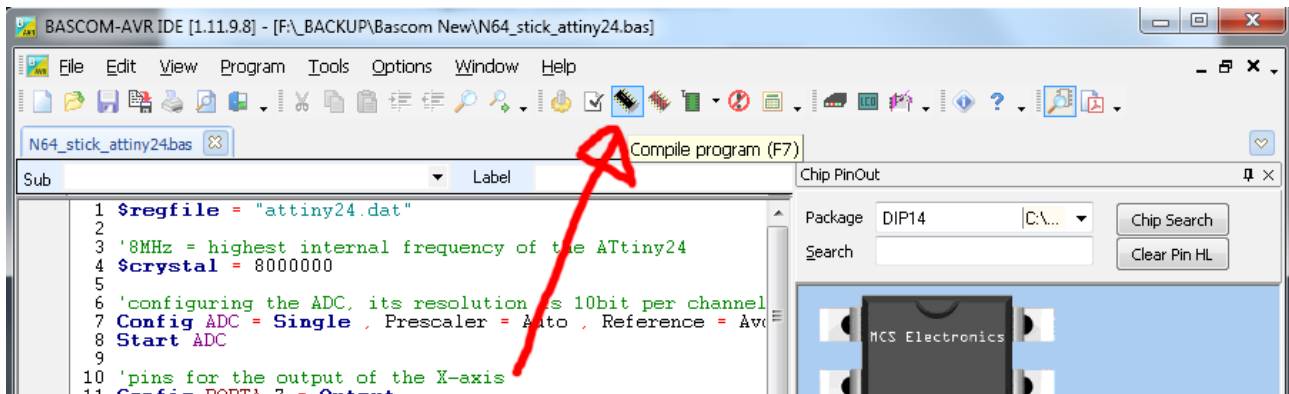 BASCOM-AVR IDE [1.11.9.8] - [F:\_BACKUP\Bascom New\N64_stick_attiny24.bas]
File Edit View Program Tools Options Window Help
N64_stick_attiny24.bas
Compile program (F7)
Sub Label
Chip PinOut
1 $regfile = "attiny24.dat"
2
3 '8MHz = highest internal frequency of the ATtiny24
4 $crystal = 8000000
5
6 'configuring the ADC, its resolution is 10bit per channel
7 Config ADC = Single , Prescaler = Auto , Reference = Avc
8 Start ADC
9
10 'pins for the output of the X-axis
Package DIP14 C:\... Chip Search
Search Clear Pin HL
MCS Electronics